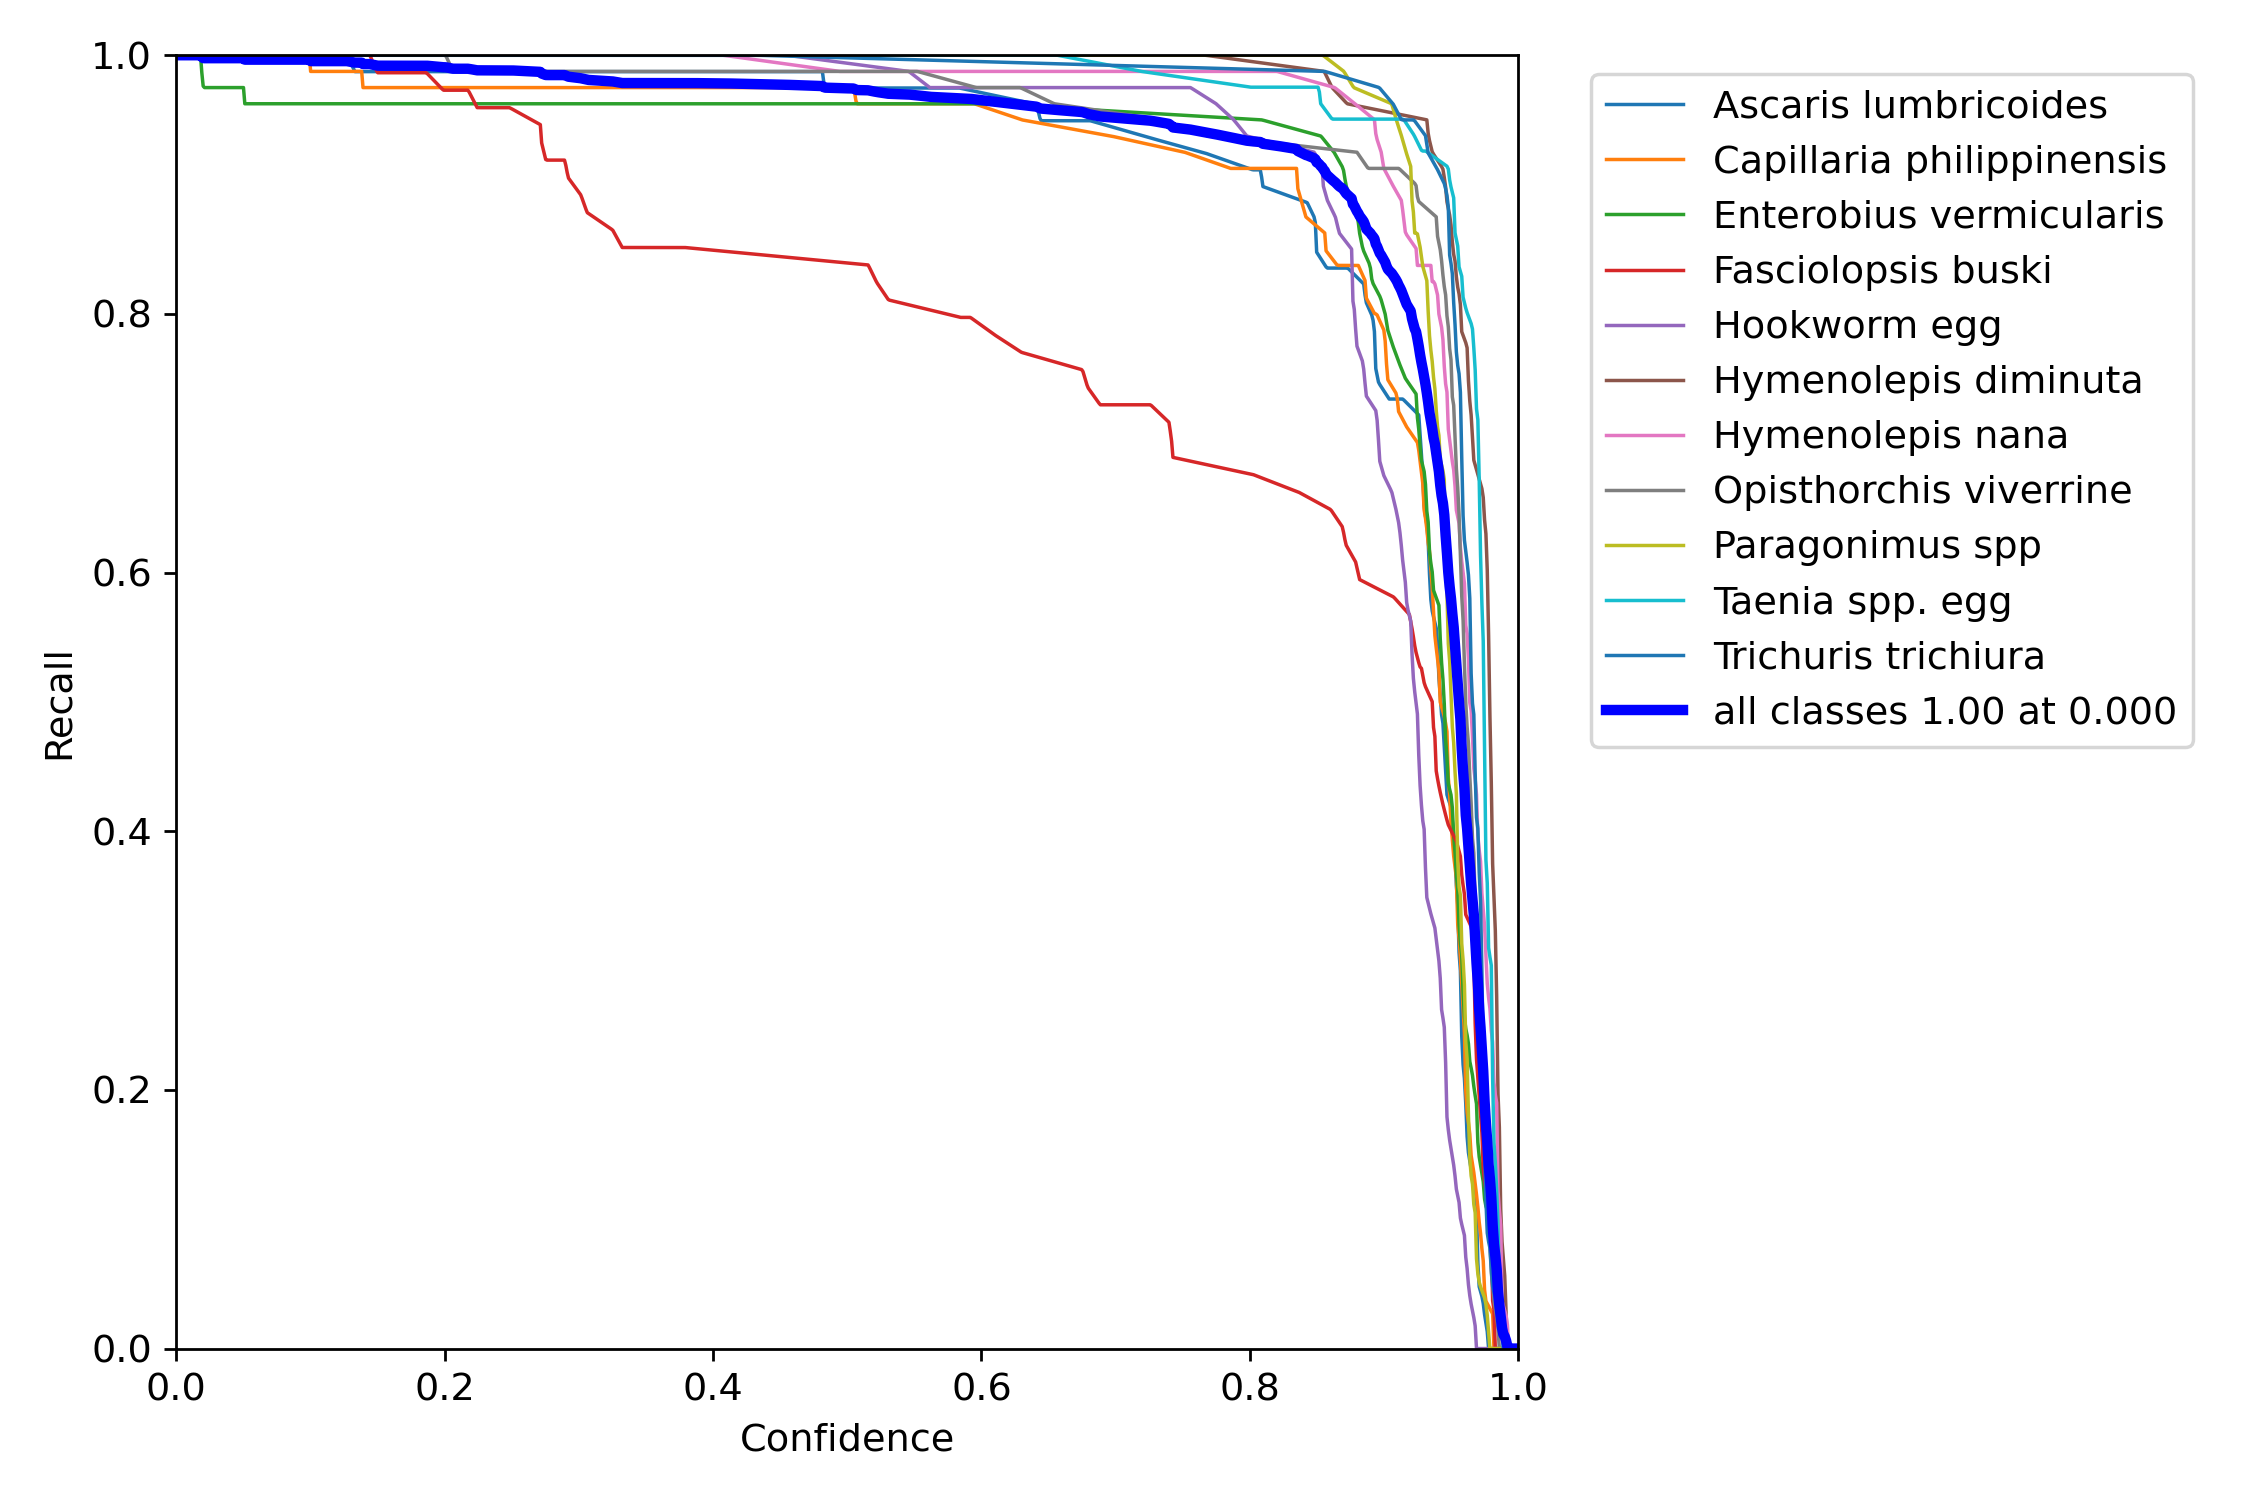 1.0
0.8
0.6
0.4
0.2
0.0
Recall
0.0 0.2 0.4 0.6 0.8 1.0
Confidence
Ascaris lumbricoides
Capillaria philippinensis
Enterobius vermicularis
Fasciolopsis buski
Hookworm egg
Hymenolepis diminuta
Hymenolepis nana
Opisthorchis viverrine
Paragonimus spp
Taenia spp. egg
Trichuris trichiura
all classes 1.00 at 0.000